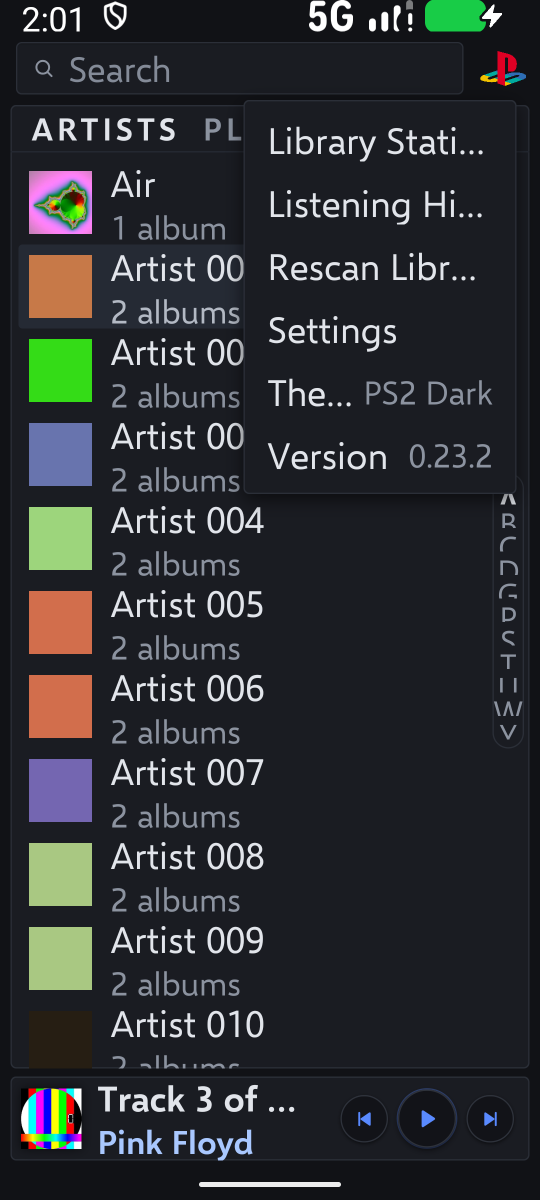 2:01
5G
Search
ARTISTS PL
Library Stati...
Listening Hi...
Rescan Libr...
Settings
The... PS2 Dark
Version 0.23.2
Air
1 album
Artist 00
2 albums
Artist 00
2 albums
Artist 00
2 albums
Artist 004
2 albums
Artist 005
2 albums
Artist 006
2 albums
Artist 007
2 albums
Artist 008
2 albums
Artist 009
2 albums
Artist 010
2 albums
A
B
C
D
G
P
S
T
U
W
Track 3 of ...
Pink Floyd